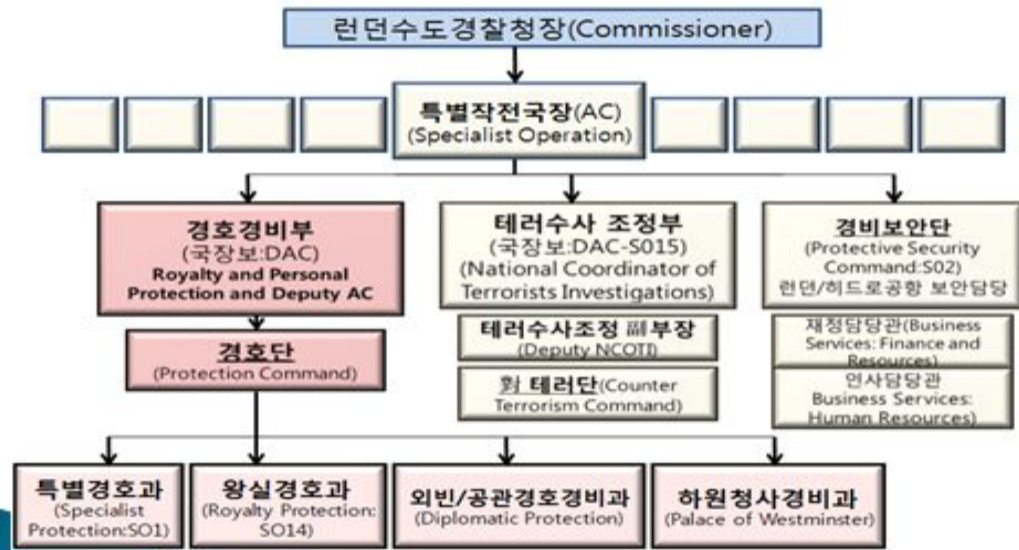 런던수도경찰청장(Commissioner)
특별작전국장(AC)
(Specialist Operation)
경호경비부
(국장보:DAC)
Royalty and Personal
Protection and Deputy AC
테러수사 조정부
(국장보:DAC-S015)
(National Coordinator of
Terrorists Investigations)
경비보안단
(Protective Security
Command:S02)
런던/히드로공항 보안담당
경호단
(Protection Command)
테러수사조정 副부장
(Deputy NCOTI)
對 테러단(Counter
Terrorism Command)
재정담당관(Business
Services: Finance and
Resources)
인사담당관
Business Services:
Human Resources)
특별경호과
(Specialist
Protection:SO1)
왕실경호과
(Royalty Protection:
SO14)
외빈/공관경호경비과
(Diplomatic Protection)
하원청사경비과
(Palace of Westminster)